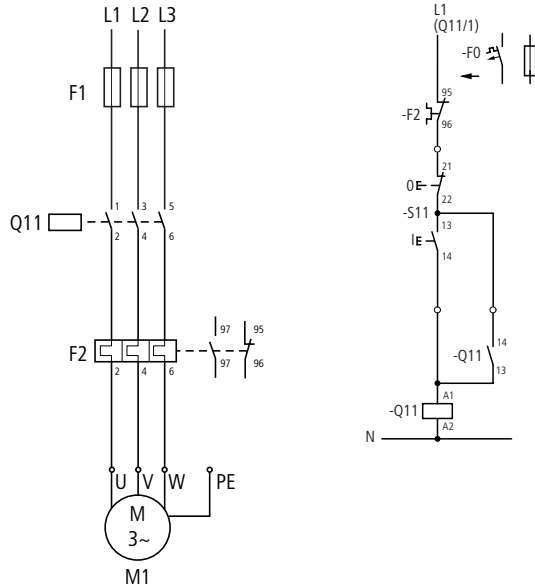 L1 L2 L3
F1
1 3 5
Q11
2 4 6
97 95
F2
97 96
2 4 6
U V W PE
M
3~
M1
L1
(Q11/1)
-F0
95
-F2
96
21
0
22
-S11
13
I
14
14
-Q11
13
A1
-Q11
A2
N